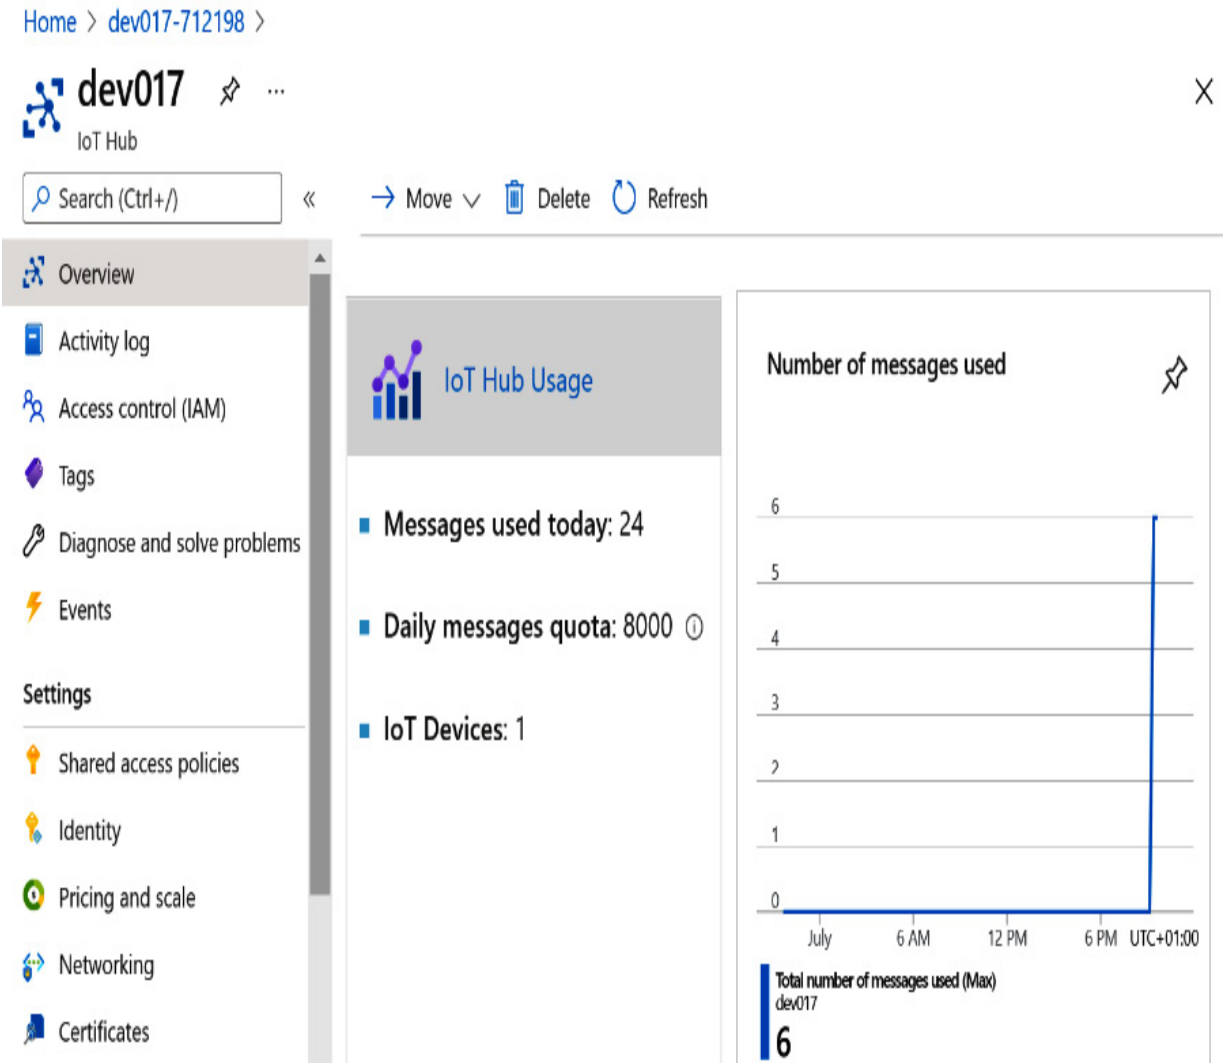 Home > dev017-712198 >
dev017
IoT Hub
Search (Ctrl+/)
Move
Delete
Refresh
Overview
Activity log
Access control (IAM)
Tags
Diagnose and solve problems
Events
Settings
Shared access policies
Identity
Pricing and scale
Networking
Certificates
IoT Hub Usage
Messages used today: 24
Daily messages quota: 8000
IoT Devices: 1
Number of messages used
6
5
4
3
2
1
0
July 6 AM 12 PM 6 PM UTC+01:00
Total number of messages used (Max)
dev017
6